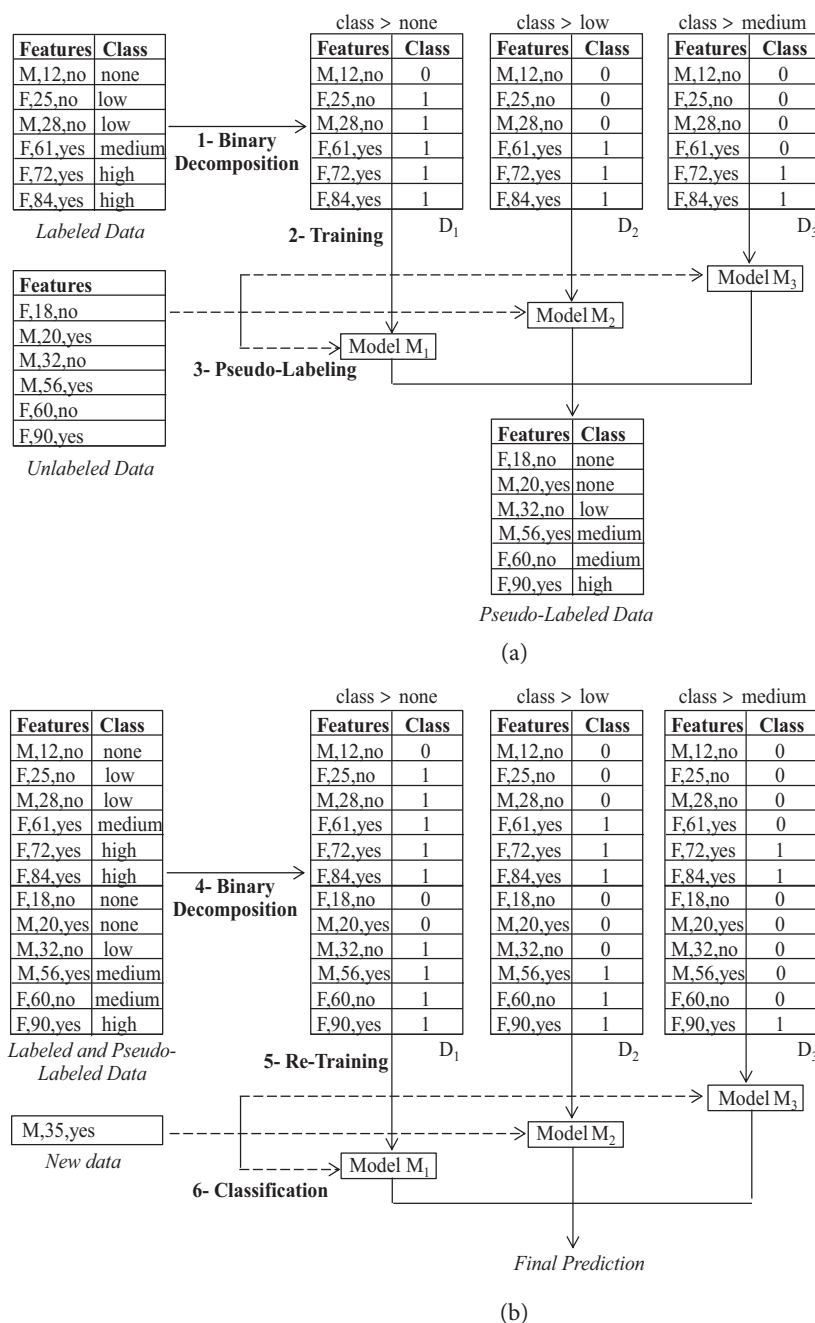 class > none class > low class > medium
Features Class Features Class Features Class Features Class
M,12,no none M,12,no 0 M,12,no 0 M,12,no 0
F,25,no low F,25,no 1 F,25,no 0 F,25,no 0
M,28,no low M,28,no 1 M,28,no 0 M,28,no 0
F,61,yes medium F,61,yes 1 F,61,yes 1 F,61,yes 0
F,72,yes high F,72,yes 1 F,72,yes 1 F,72,yes 1
F,84,yes high F,84,yes 1 F,84,yes 1 F,84,yes 1
1- Binary
Decomposition
Labeled Data
2- Training
D1 D2 D3
Features
F,18,no
M,20,yes
M,32,no
M,56,yes
F,60,no
F,90,yes
Unlabeled Data
Model M3
Model M2
Model M1
3- Pseudo-Labeling
Features Class
F,18,no none
M,20,yes none
M,32,no low
M,56,yes medium
F,60,no medium
F,90,yes high
Pseudo-Labeled Data
(a)
class > none class > low class > medium
Features Class Features Class Features Class Features Class
M,12,no none M,12,no 0 M,12,no 0 M,12,no 0
F,25,no low F,25,no 1 F,25,no 0 F,25,no 0
M,28,no low M,28,no 1 M,28,no 0 M,28,no 0
F,61,yes medium F,61,yes 1 F,61,yes 1 F,61,yes 0
F,72,yes high F,72,yes 1 F,72,yes 1 F,72,yes 1
F,84,yes high F,84,yes 1 F,84,yes 1 F,84,yes 1
F,18,no none F,18,no 0 F,18,no 0 F,18,no 0
M,20,yes none M,20,yes 0 M,20,yes 0 M,20,yes 0
M,32,no low M,32,no 1 M,32,no 0 M,32,no 0
M,56,yes medium M,56,yes 1 M,56,yes 1 M,56,yes 0
F,60,no medium F,60,no 1 F,60,no 1 F,60,no 0
F,90,yes high F,90,yes 1 F,90,yes 1 F,90,yes 1
4- Binary
Decomposition
Labeled and Pseudo-
Labeled Data
5- Re-Training
D1 D2 D3
M,35,yes
New data
Model M3
Model M2
Model M1
6- Classification
Final Prediction
(b)